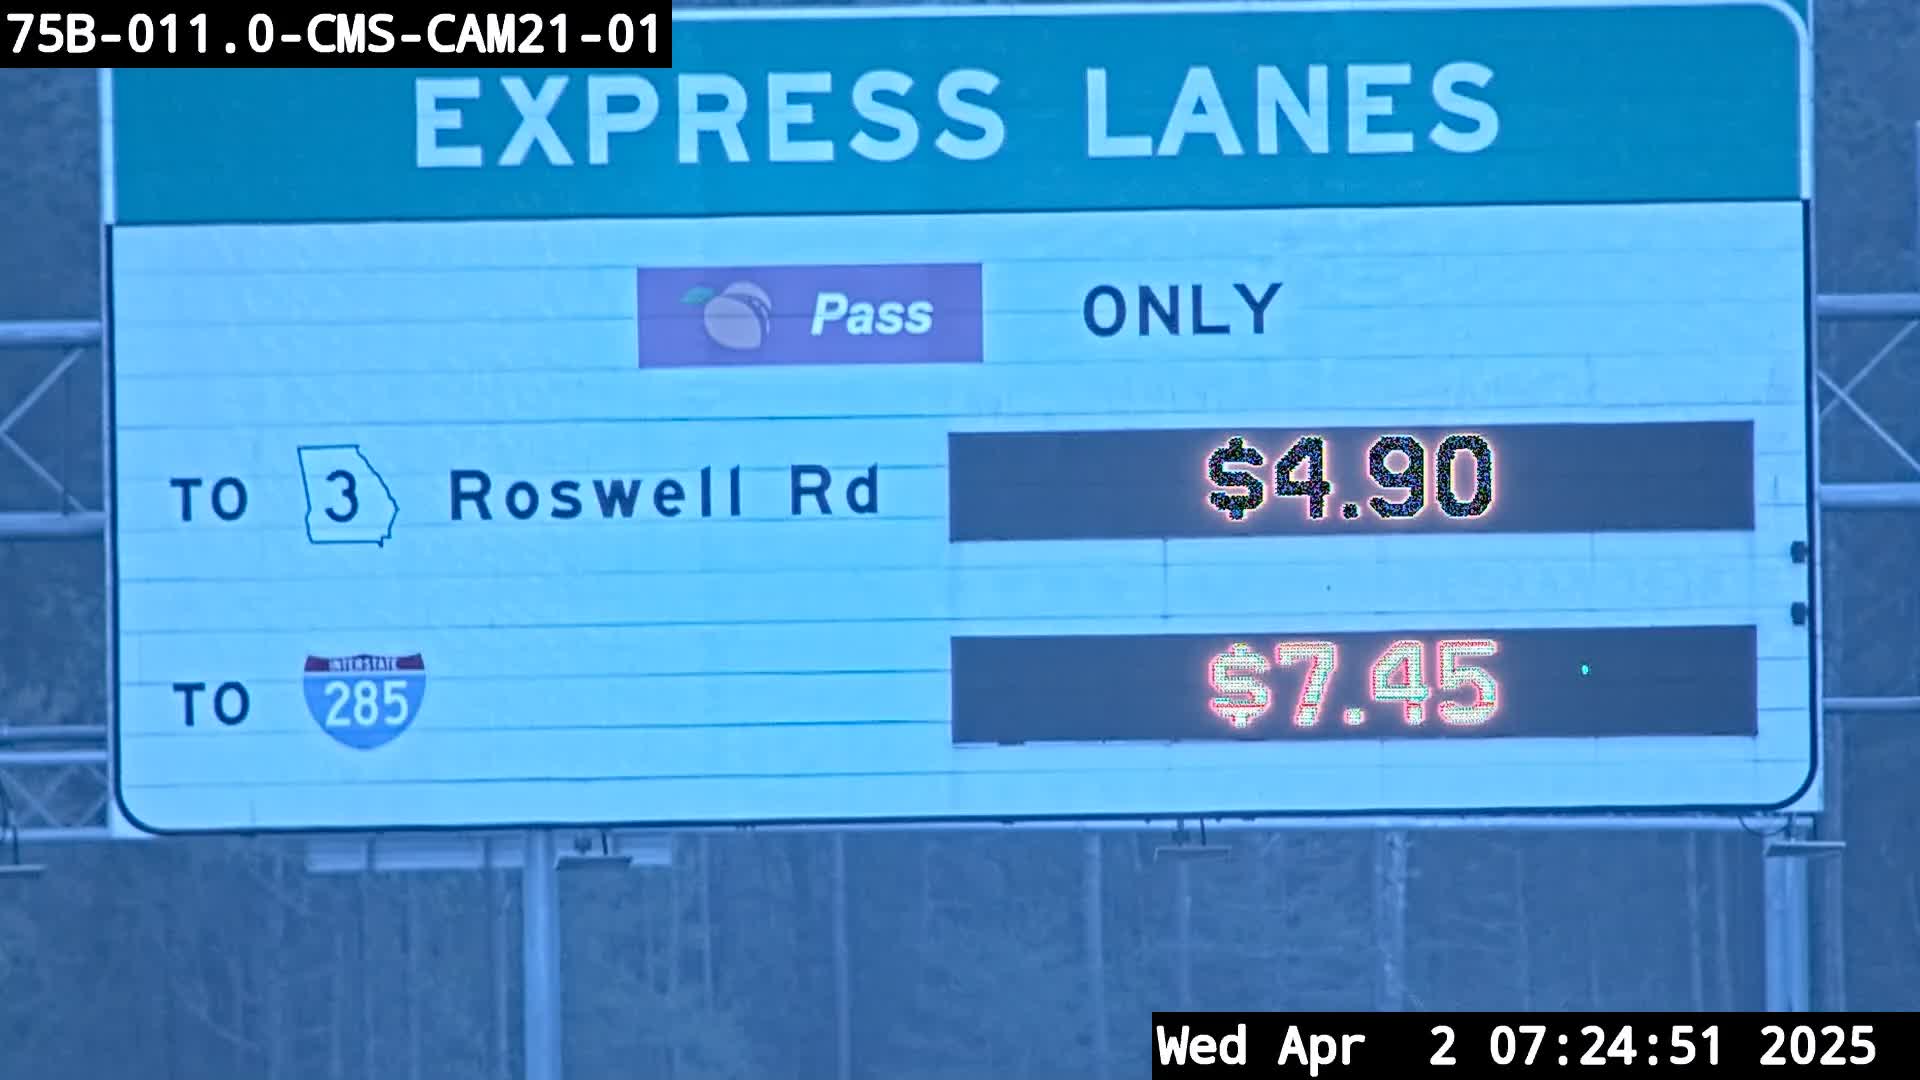 75B-011.0-CMS-CAM21-01
EXPRESS LANES
Pass ONLY
TO 3 Roswell Rd $4.90
TO INTERSTATE 285 $7.45
Wed Apr 2 07:24:51 2025